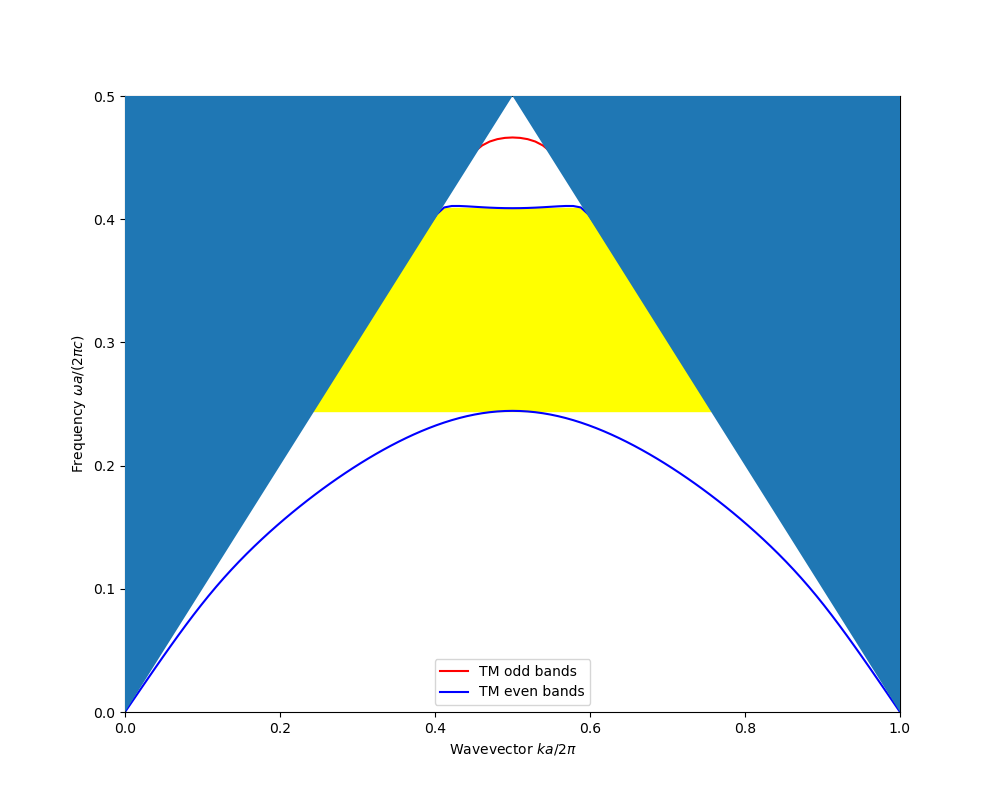 0.5
0.4
0.3
0.2
0.1
0.0
Frequency ωa/(2πc)
TM odd bands
TM even bands
0.0 0.2 0.4 0.6 0.8 1.0
Wavevector ka/2π